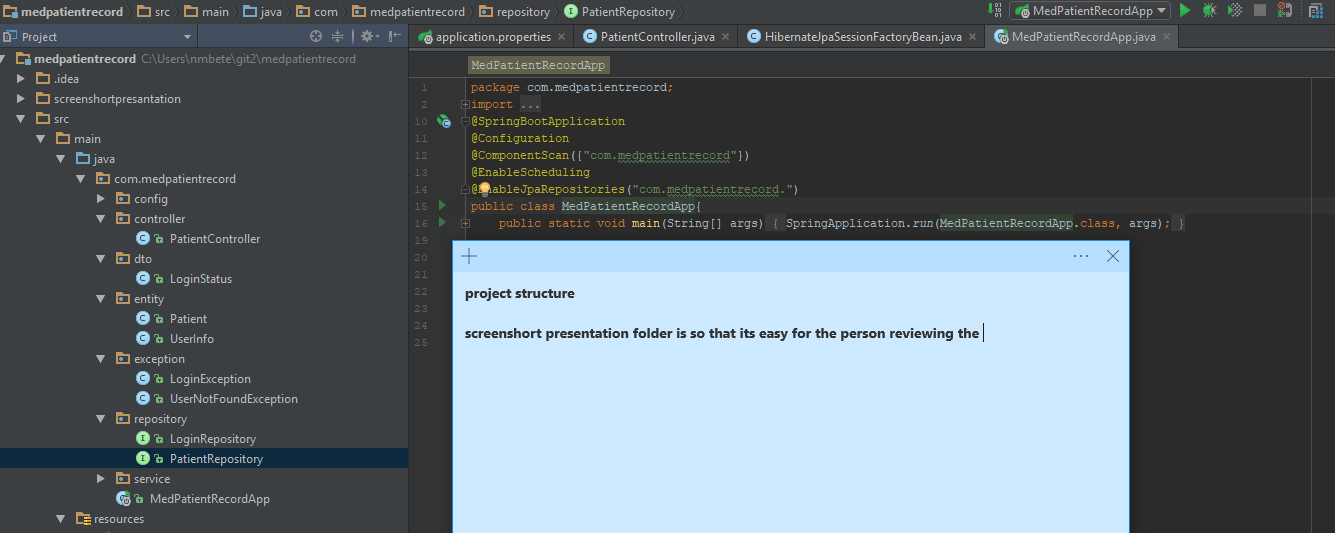 medpatientrecord src main java com medpatientrecord repository PatientRepository MedPatientRecordApp
Project
application.properties PatientController.java HibernateJpaSessionFactoryBean.java MedPatientRecordApp.java
medpatientrecord C:\Users\nmbete\git2\medpatientrecord
.idea
screenshortpresantation
src
main
java
com.medpatientrecord
config
controller
PatientController
dto
LoginStatus
entity
Patient
UserInfo
exception
LoginException
UserNotFoundException
repository
LoginRepository
PatientRepository
service
MedPatientRecordApp
resources
MedPatientRecordApp
1 package com.medpatientrecord;
2 import ...
10 @SpringBootApplication
11 @Configuration
12 @ComponentScan({"com.medpatientrecord"})
13 @EnableScheduling
14 @EnableJpaRepositories("com.medpatientrecord.")
15 public class MedPatientRecordApp{
16 public static void main(String[] args) { SpringApplication.run(MedPatientRecordApp.class, args); }
19
20
21
22
23
24
25
project structure
screenshort presentation folder is so that its easy for the person reviewing the